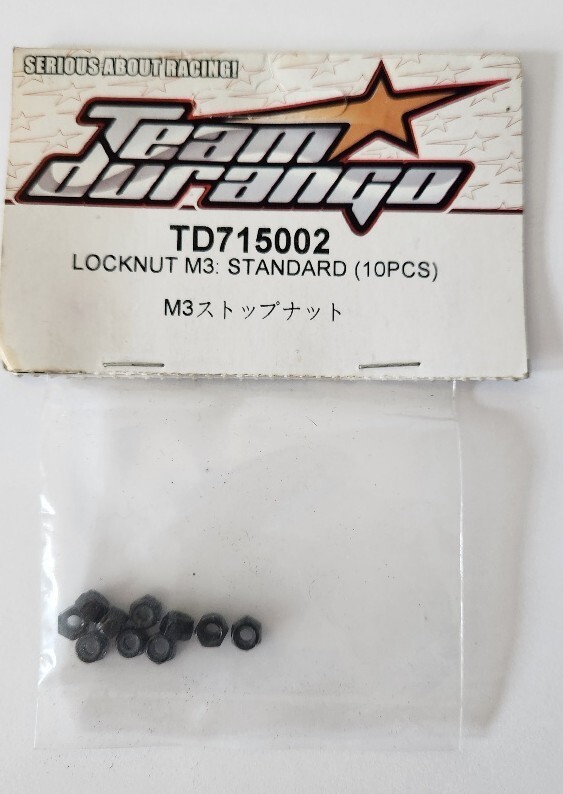 SERIOUS ABOUT RACING!
Team
durango
TD715002
LOCKNUT M3: STANDARD (10PCS)
M3ストップナット